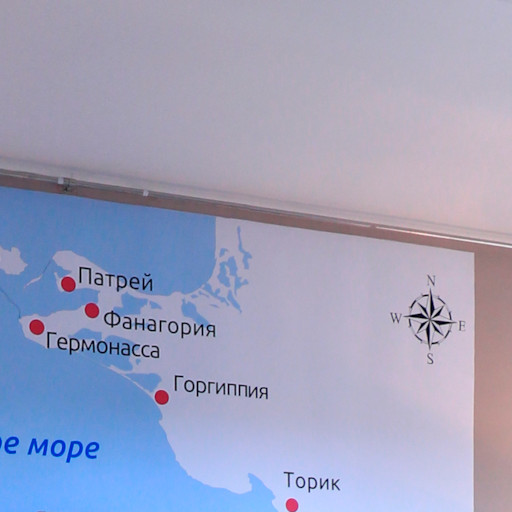 Патрей
N
W
E
S
Фанагория
Гермонасса
Горгиппия
море
Торик